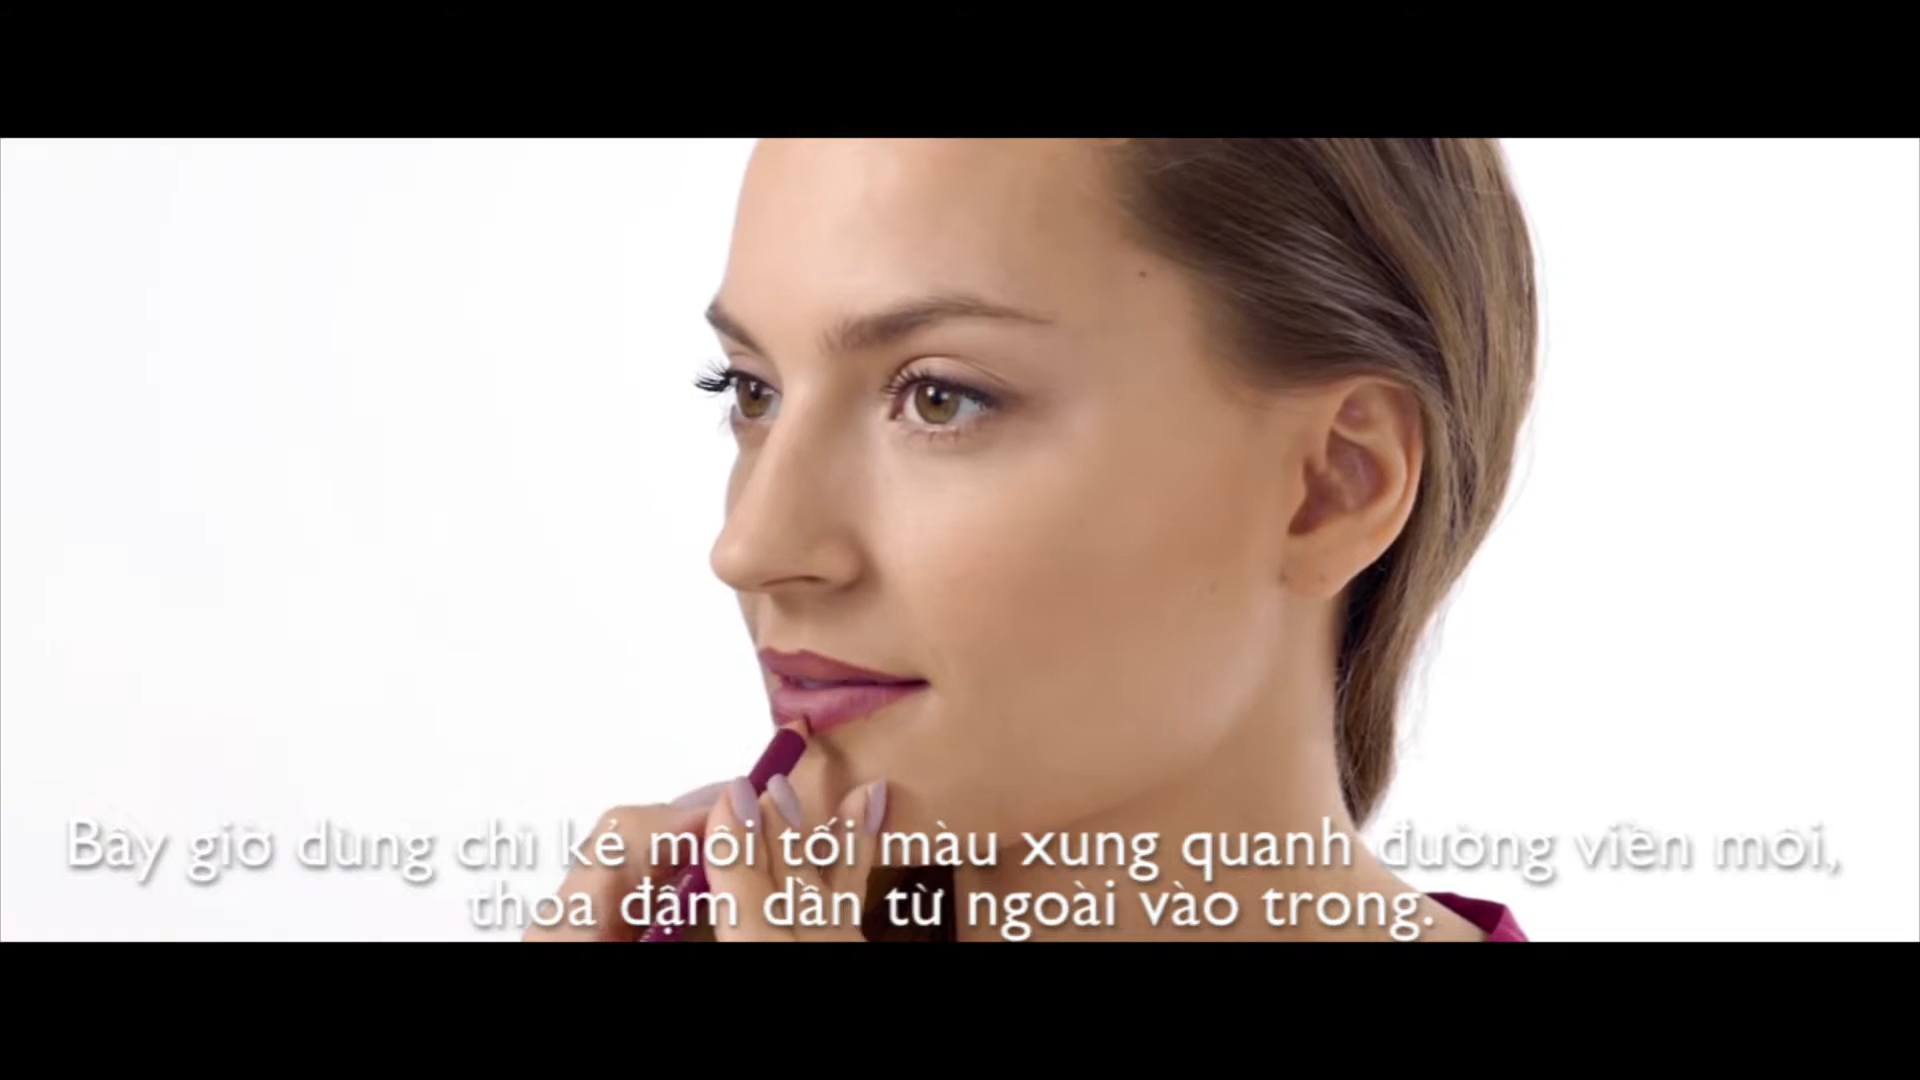 Bây giờ dùng chì kẻ môi tối màu xung quanh đường viền môi,
thoa đậm dần từ ngoài vào trong.